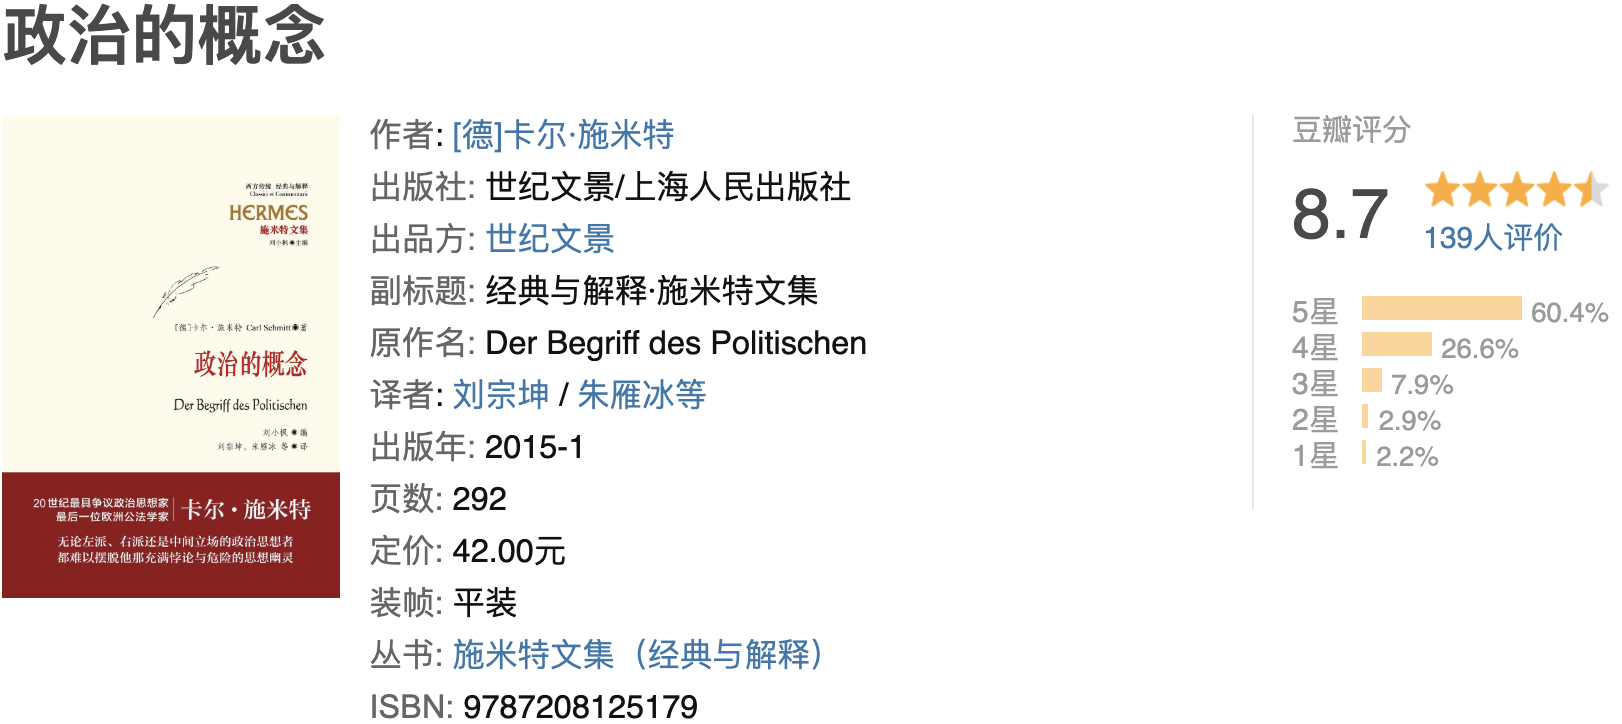 政治的概念
西方传统 经典与解释
Classici et Commentarii
HERMES
施米特文集
刘小枫◉主编
[德]卡尔·施米特 Carl Schmitt◉著
政治的概念
Der Begriff des Politischen
刘小枫◉编
刘宗坤、朱雁冰 等◉译
20世纪最具争议政治思想家
最后一位欧洲公法学家
卡尔·施米特
无论左派、右派还是中间立场的政治思想者
都难以摆脱他那充满悖论与危险的思想幽灵
作者: [德]卡尔·施米特
出版社: 世纪文景/上海人民出版社
出品方: 世纪文景
副标题: 经典与解释·施米特文集
原作名: Der Begriff des Politischen
译者: 刘宗坤 / 朱雁冰等
出版年: 2015-1
页数: 292
定价: 42.00元
装帧: 平装
丛书: 施米特文集（经典与解释）
ISBN: 9787208125179
豆瓣评分
8.7
139人评价
5星 60.4%
4星 26.6%
3星 7.9%
2星 2.9%
1星 2.2%